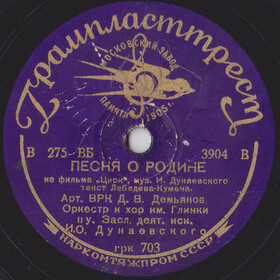 Грампласттрест
МОСКОВСКИЙ ЗАВОД
ПАМЯТИ 1905 г.
В 275-ВБ 3904 В
ПЕСНЯ О РОДИНЕ
из фильма „Цирк", муз. И. Дунаевского
текст Лебедева-Кумача.
Арт. ВРК Д. В. Демьянов
Оркестр и хор им. Глинки
пу. Засл. деят. иск.
И.О. Дунаевского
грк 703
НАРКОМТЯЖПРОМ СССР